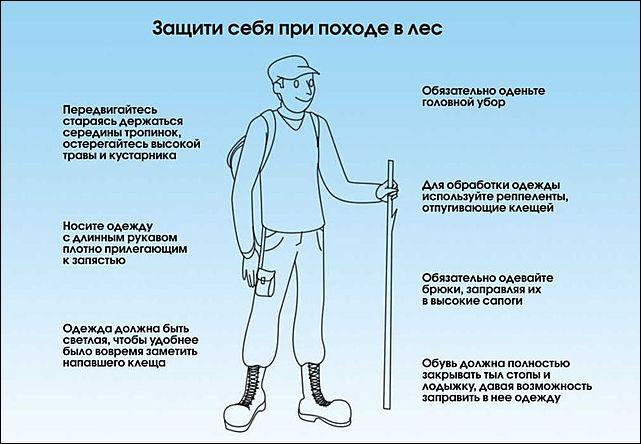 Защити себя при походе в лес
Передвигайтесь
стараясь держаться
середины тропинок,
остерегайтесь высокой
травы и кустарника
Носите одежду
с длинным рукавом
плотно прилегающим
к запястью
Одежда должна быть
светлая, чтобы удобнее
было вовремя заметить
напавшего клеща
Обязательно оденьте
головной убор
Для обработки одежды
используйте реппеленты,
отпугивающие клещей
Обязательно одевайте
брюки, заправляя их
в высокие сапоги
Обувь должна полностью
закрывать тыл стопы и
лодыжку, давая возможность
заправить в нее одежду